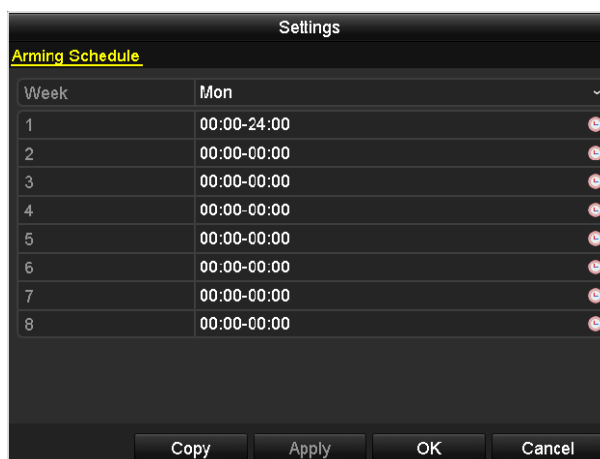 Settings
Arming Schedule
Week Mon
1 00:00-24:00
2 00:00-00:00
3 00:00-00:00
4 00:00-00:00
5 00:00-00:00
6 00:00-00:00
7 00:00-00:00
8 00:00-00:00
Copy Apply OK Cancel